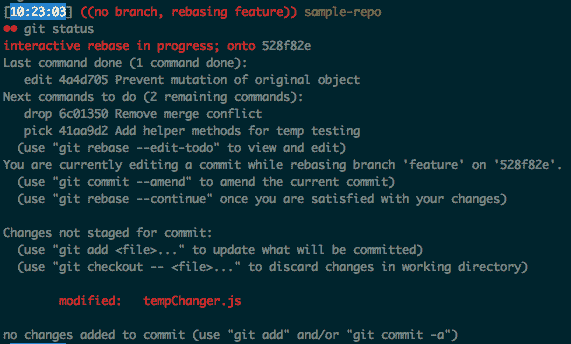 [10:23:03] ((no branch, rebasing feature)) sample-repo
●● git status
interactive rebase in progress; onto 528f82e
Last command done (1 command done):
   edit 4a4d705 Prevent mutation of original object
Next commands to do (2 remaining commands):
   drop 6c01350 Remove merge conflict
   pick 41aa9d2 Add helper methods for temp testing
  (use "git rebase --edit-todo" to view and edit)
You are currently editing a commit while rebasing branch 'feature' on '528f82e'.
  (use "git commit --amend" to amend the current commit)
  (use "git rebase --continue" once you are satisfied with your changes)

Changes not staged for commit:
  (use "git add <file>..." to update what will be committed)
  (use "git checkout -- <file>..." to discard changes in working directory)

        modified:   tempChanger.js

no changes added to commit (use "git add" and/or "git commit -a")